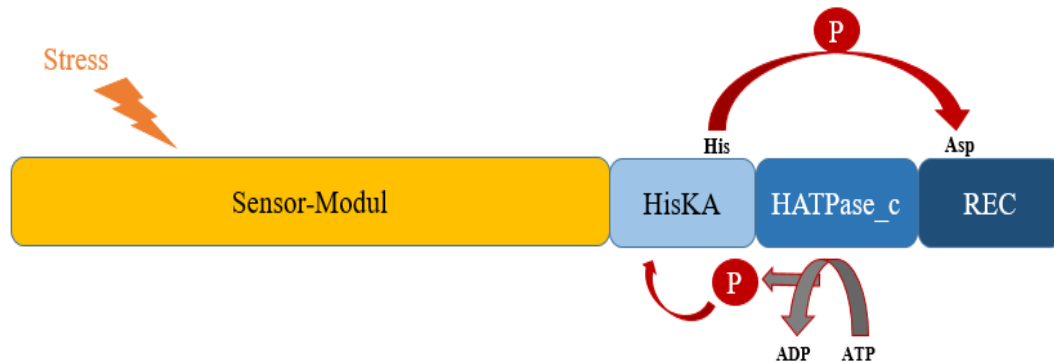 P
Stress
His
Asp
Sensor-Modul
HisKA
HATPase_c
REC
P
ADP
ATP